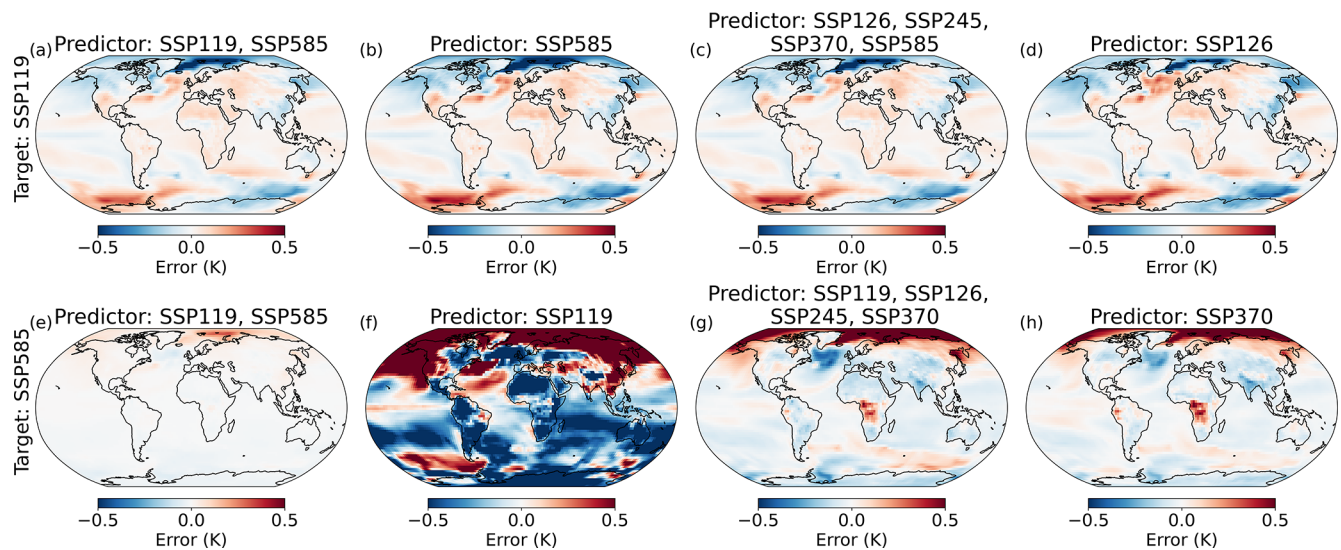 (a) Predictor: SSP119, SSP585
(b) Predictor: SSP585
(c) Predictor: SSP126, SSP245,
SSP370, SSP585
(d) Predictor: SSP126
Target: SSP119
−0.5 0.0 0.5
Error (K)
−0.5 0.0 0.5
Error (K)
−0.5 0.0 0.5
Error (K)
−0.5 0.0 0.5
Error (K)
(e) Predictor: SSP119, SSP585
(f) Predictor: SSP119
(g) Predictor: SSP119, SSP126,
SSP245, SSP370
(h) Predictor: SSP370
Target: SSP585
−0.5 0.0 0.5
Error (K)
−0.5 0.0 0.5
Error (K)
−0.5 0.0 0.5
Error (K)
−0.5 0.0 0.5
Error (K)